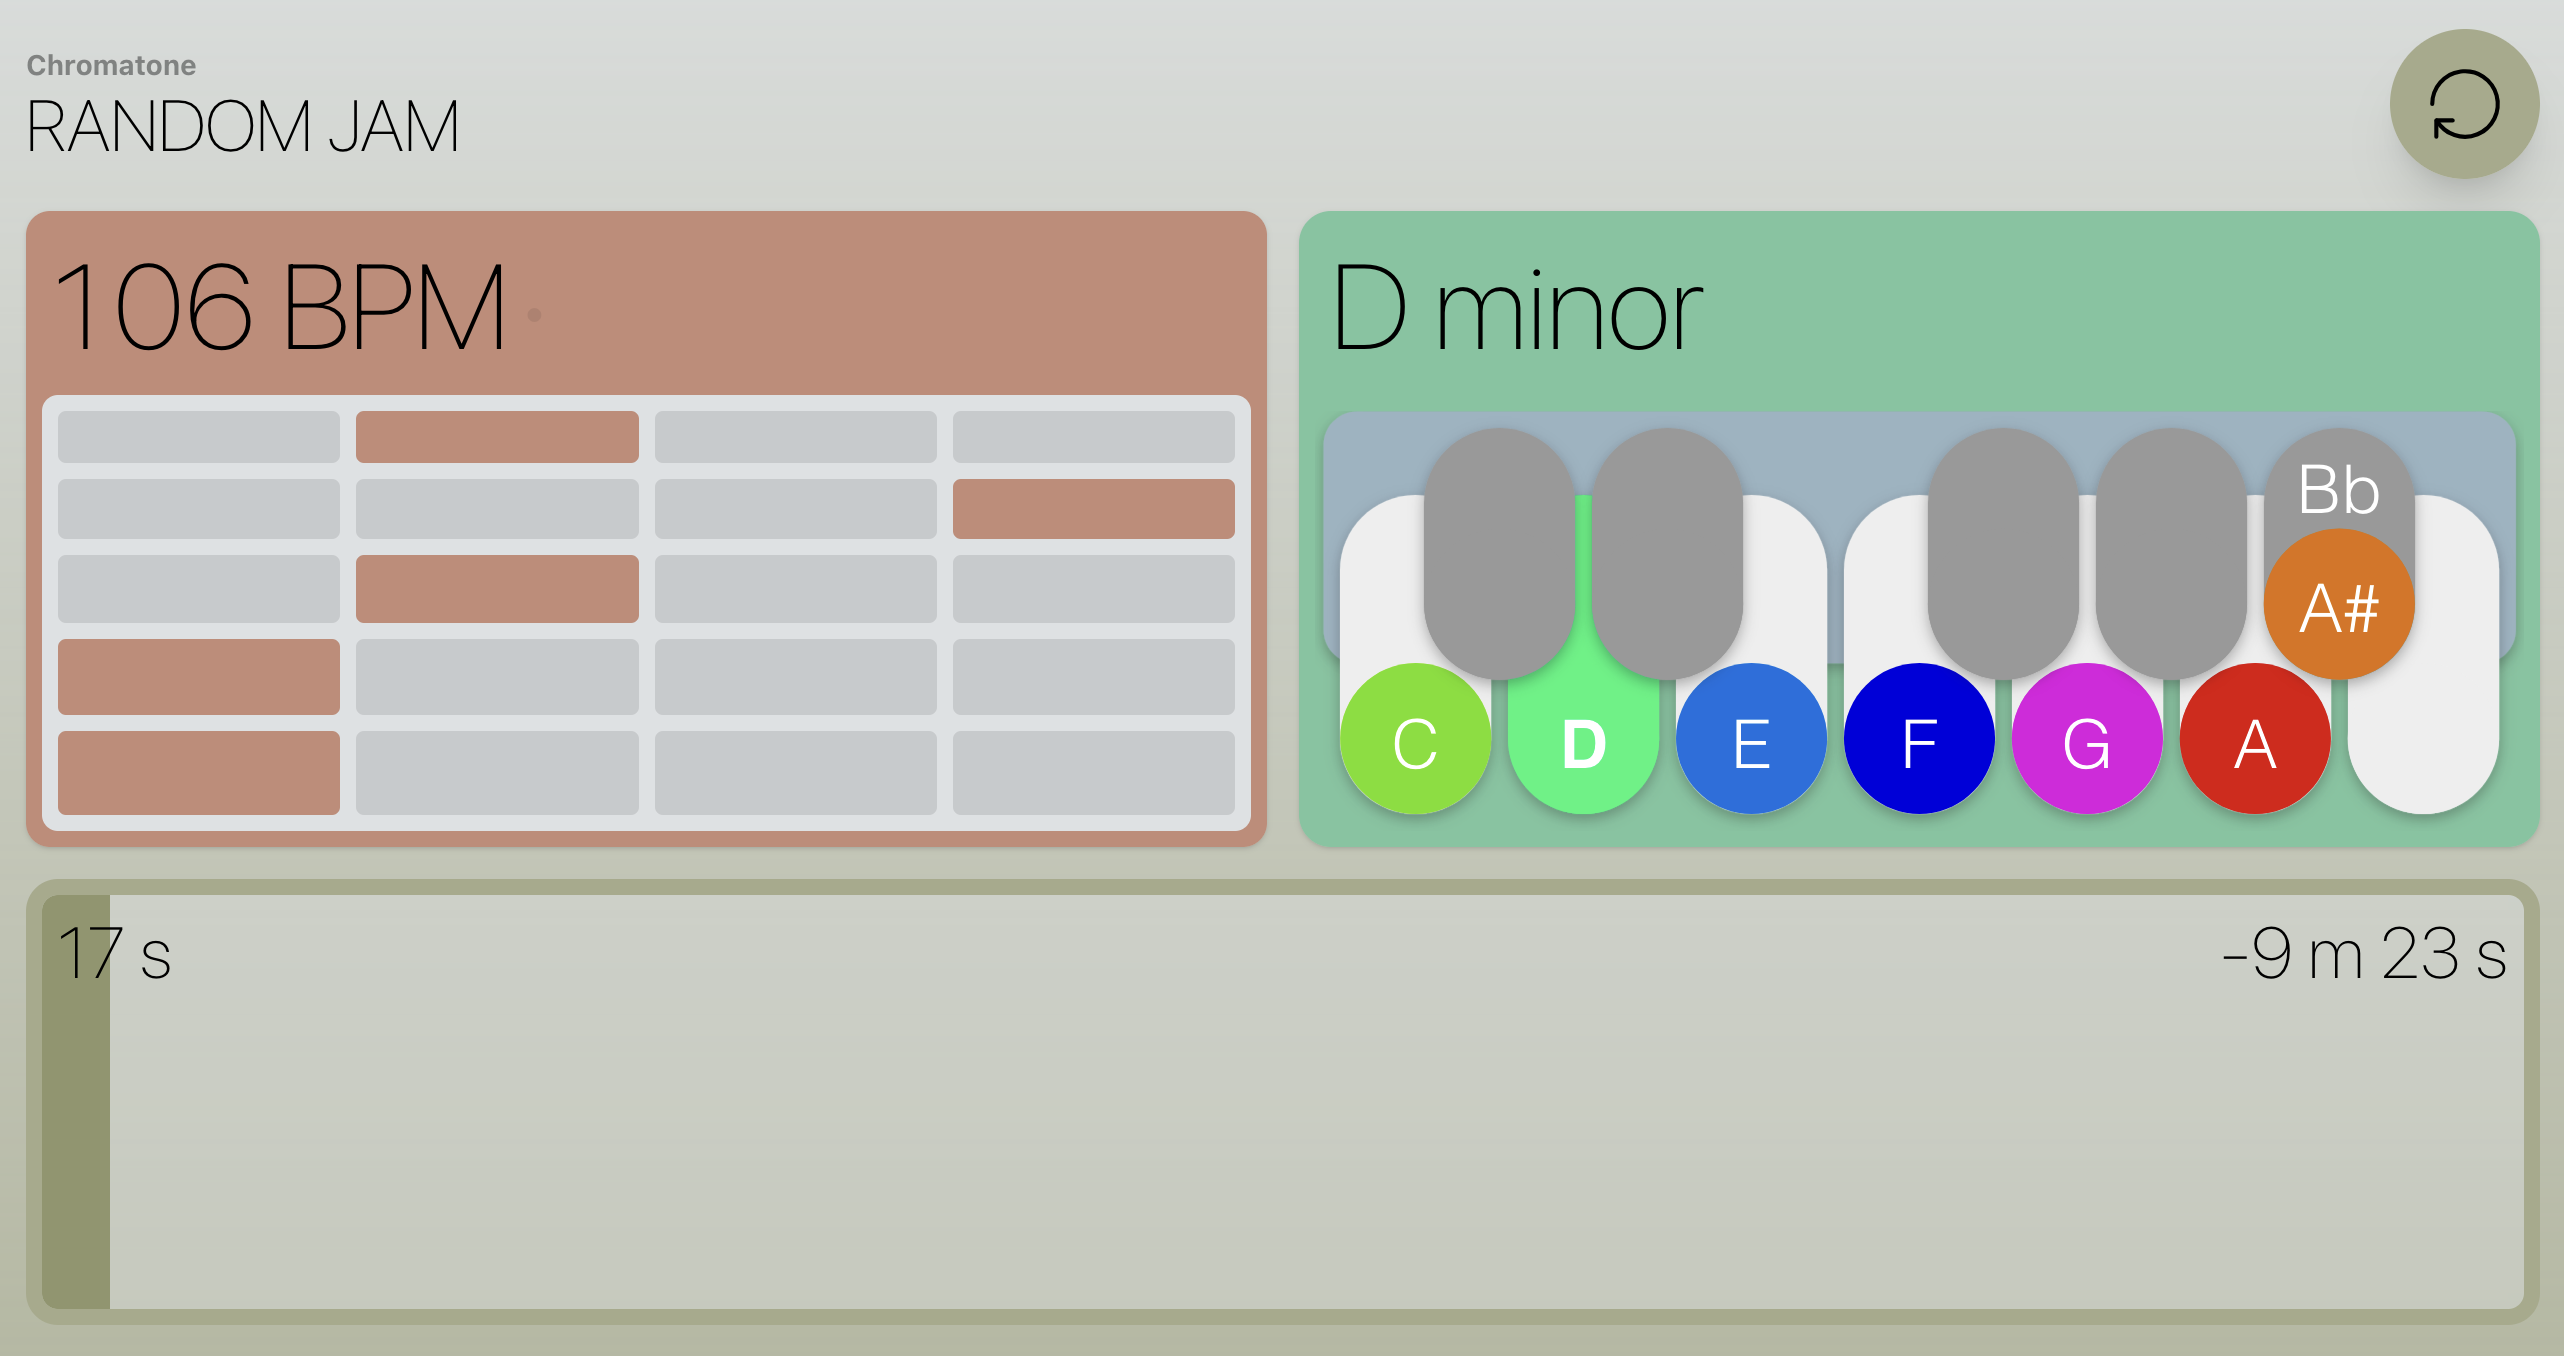 Chromatone
RANDOM JAM
106 BPM
D minor
Bb
A#
C D E F G A
17 s
-9 m 23 s